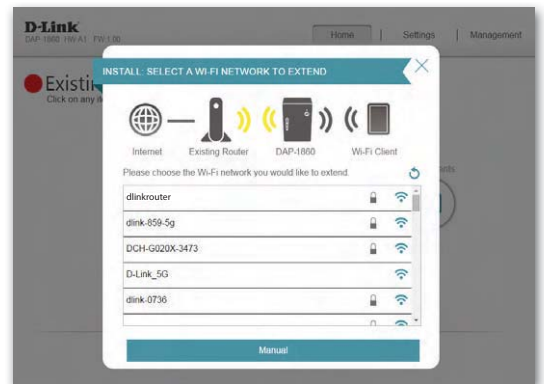 D-Link
DAP-1860 HW:A1 FW:1.00
Home | Settings | Management
Click on any
INSTALL: SELECT A WI-FI NETWORK TO EXTEND
Internet Existing Router DAP-1860 Wi-Fi Client
Please choose the Wi-Fi network you would like to extend.
dlinkrouter
dlink-859-5g
DCH-G020X-3473
D-Link_5G
dlink-0736
Manual